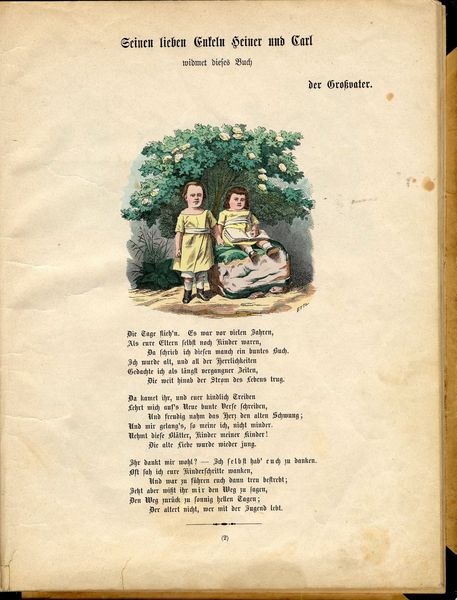 Seinen lieben Enkeln Heiner und Carl
widmet dieses Buch
der Großvater.
Die Tage flieh'n. Es war vor vielen Jahren,
Als eure Eltern selbst noch Kinder waren,
Da schrieb ich diesen manch ein buntes Buch.
Ich wurde alt, und all der Herrlichkeiten
Gedachte ich als längst vergangner Zeiten,
Die weit hinab der Strom des Lebens trug.
Da kamet ihr, und euer kindlich Treiben
Lehrt mich auf's Neue bunte Verse schreiben,
Und freudig nahm das Herz den alten Schwung;
Und mir gelang's, so meine ich, nicht minder.
Nehmt diese Blätter, Kinder meiner Kinder!
Die alte Liebe wurde wieder jung.
Ihr dankt mir wohl? — Ich selbst hab' euch zu danken.
Oft sah ich eure Kinderschritte wanken,
Und war zu führen euch dann treu bestrebt;
Jetzt aber wißt ihr mir den Weg zu sagen,
Den Weg zurück zu sonnig hellen Tagen;
Der altert nicht, wer mit der Jugend lebt.
(2)